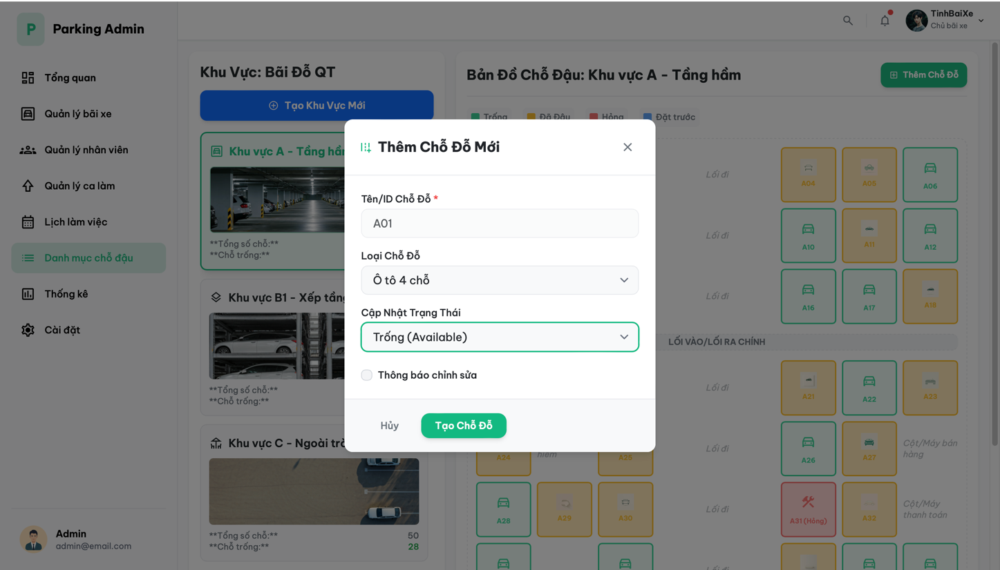 P
Parking Admin
TinhBaiXe
Chủ bãi xe
Tổng quan
Quản lý bãi xe
Quản lý nhân viên
Quản lý ca làm
Lịch làm việc
Danh mục chỗ đậu
Thống kê
Cài đặt
Admin
admin@email.com
Khu Vực: Bãi Đỗ QT
Tạo Khu Vực Mới
Khu vực A - Tầng
**Tổng số chỗ:**
**Chỗ trống:**
Khu vực B1 - Xếp
**Tổng số chỗ:**
**Chỗ trống:**
Khu vực C - Ngoài
**Tổng số chỗ:** 50
**Chỗ trống:** 28
Bản Đồ Chỗ Đậu: Khu vực A - Tầng hầm
Thêm Chỗ Đỗ
Trống Đã Đậu Hỏng Đặt trước
Thêm Chỗ Đỗ Mới
Tên/ID Chỗ Đỗ *
A01
Loại Chỗ Đỗ
Ô tô 4 chỗ
Cập Nhật Trạng Thái
Trống (Available)
Thông báo chỉnh sửa
Hủy
Tạo Chỗ Đỗ
Lối đi A04 A05 A06
Lối đi A10 A11 A12
Lối đi A16 A17 A18
LỐI VÀO/LỐI RA CHÍNH
Lối đi A21 A22 A23
A24 A25 Lối đi A26 A27 Cột/Máy bán
hàng
A28 A29 A30 Lối đi A31 (Hỏng) A32 Cột/Máy
thanh toán
Lối đi